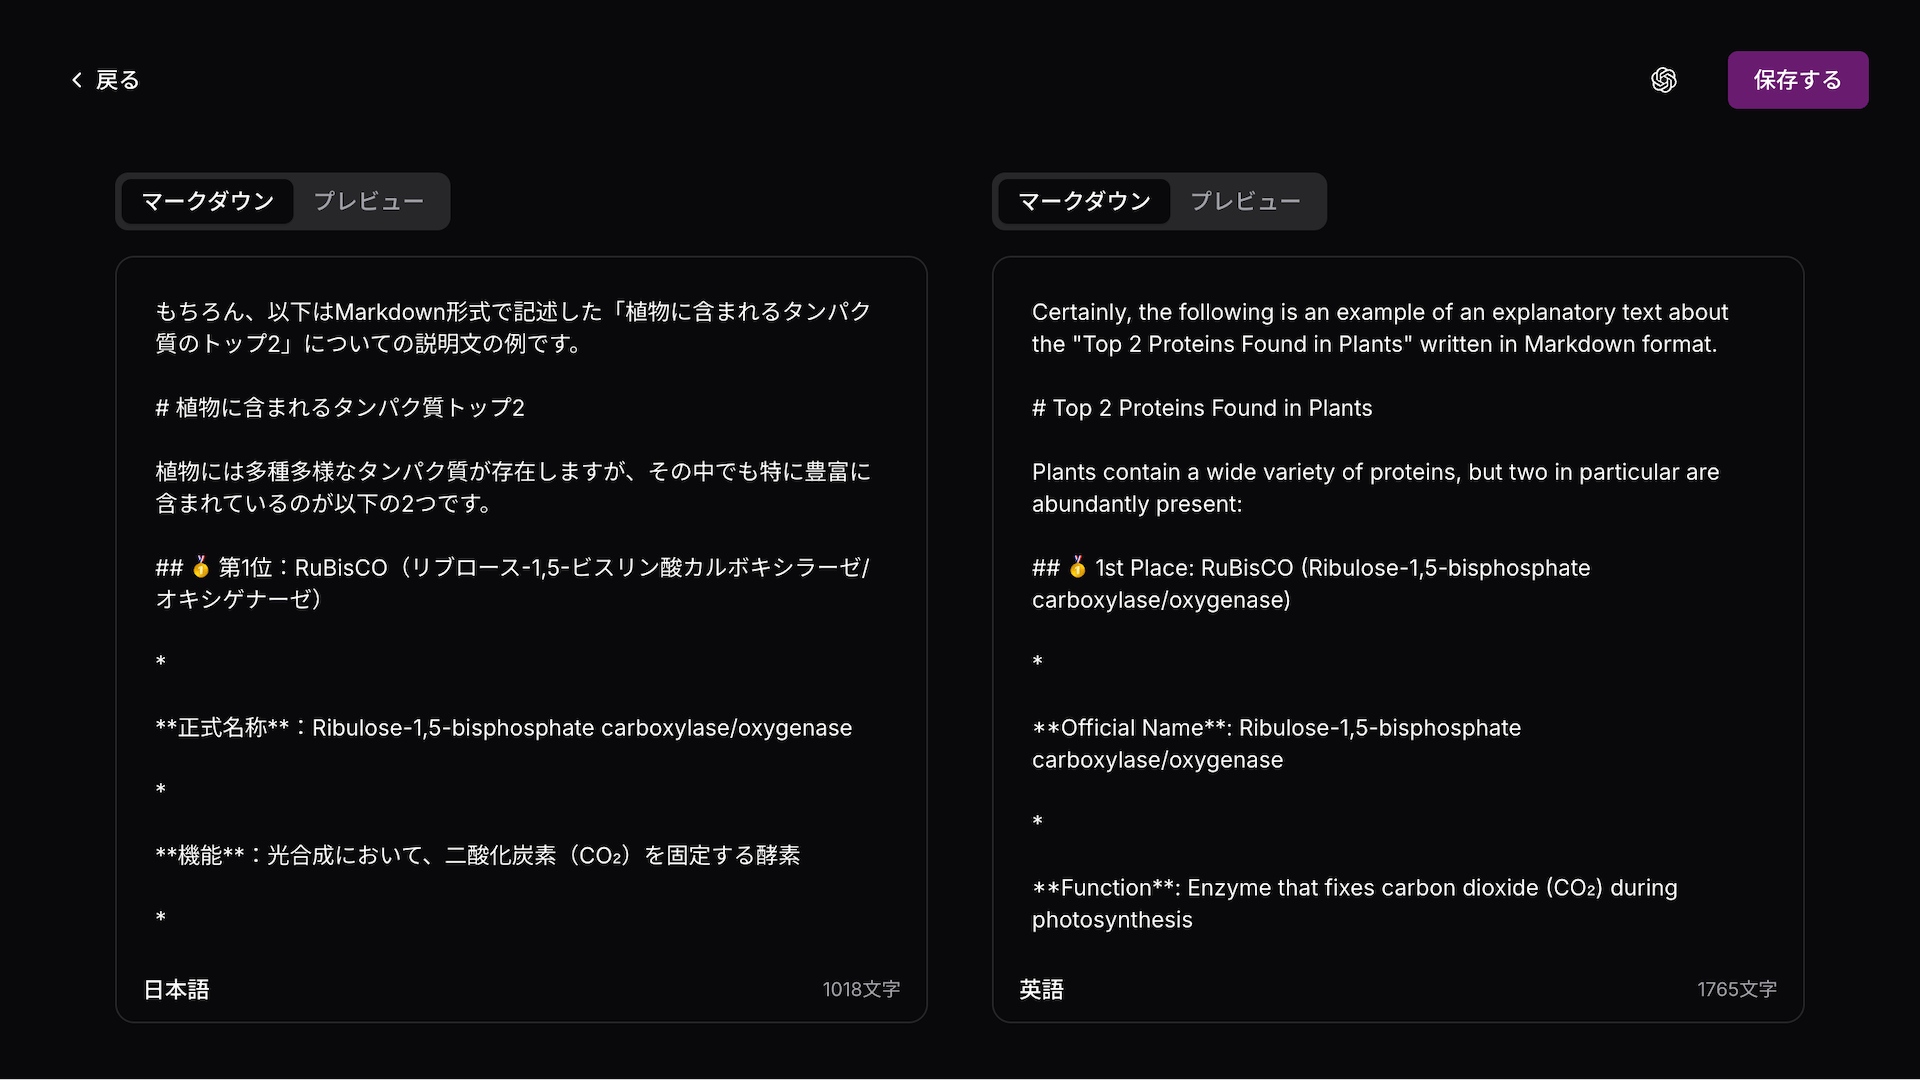 戻る
保存する
マークダウン プレビュー
もちろん、以下はMarkdown形式で記述した「植物に含まれるタンパク
質のトップ2」についての説明文の例です。
# 植物に含まれるタンパク質トップ2
植物には多種多様なタンパク質が存在しますが、その中でも特に豊富に
含まれているのが以下の2つです。
## 🥇 第1位：RuBisCO（リブロース-1,5-ビスリン酸カルボキシラーゼ/
オキシゲナーゼ）
*
**正式名称**：Ribulose-1,5-bisphosphate carboxylase/oxygenase
*
**機能**：光合成において、二酸化炭素（CO₂）を固定する酵素
*
日本語
1018文字
マークダウン プレビュー
Certainly, the following is an example of an explanatory text about
the "Top 2 Proteins Found in Plants" written in Markdown format.
# Top 2 Proteins Found in Plants
Plants contain a wide variety of proteins, but two in particular are
abundantly present:
## 🥇 1st Place: RuBisCO (Ribulose-1,5-bisphosphate
carboxylase/oxygenase)
*
**Official Name**: Ribulose-1,5-bisphosphate
carboxylase/oxygenase
*
**Function**: Enzyme that fixes carbon dioxide (CO₂) during
photosynthesis
英語
1765文字